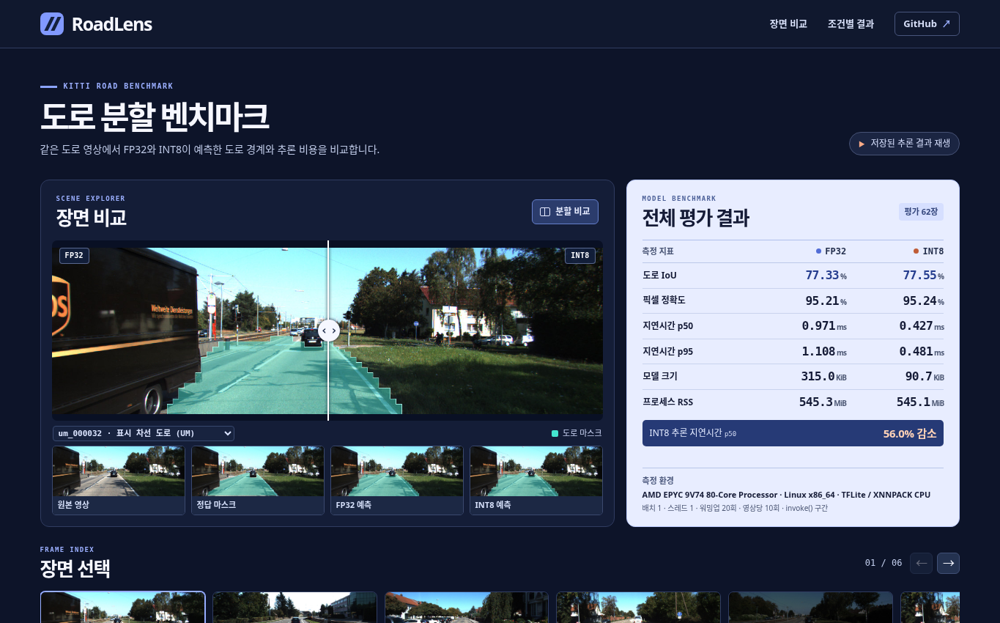 RoadLens
장면 비교
조건별 결과
GitHub ↗
KITTI ROAD BENCHMARK
도로 분할 벤치마크
같은 도로 영상에서 FP32와 INT8이 예측한 도로 경계와 추론 비용을 비교합니다.
▶ 저장된 추론 결과 재생
SCENE EXPLORER
장면 비교
분할 비교
FP32
INT8
um_000032 · 표시 차선 도로 (UM)
도로 마스크
원본 영상
정답 마스크
FP32 예측
INT8 예측
MODEL BENCHMARK
전체 평가 결과
평가 62장
측정 지표 FP32 INT8
도로 IoU 77.33% 77.55%
픽셀 정확도 95.21% 95.24%
지연시간 p50 0.971ms 0.427ms
지연시간 p95 1.108ms 0.481ms
모델 크기 315.0KiB 90.7KiB
프로세스 RSS 545.3MiB 545.1MiB
INT8 추론 지연시간 p50 56.0% 감소
측정 환경
AMD EPYC 9V74 80-Core Processor · Linux x86_64 · TFLite / XNNPACK CPU
배치 1 · 스레드 1 · 워밍업 20회 · 영상당 10회 · invoke() 구간
FRAME INDEX
장면 선택
01 / 06
← →